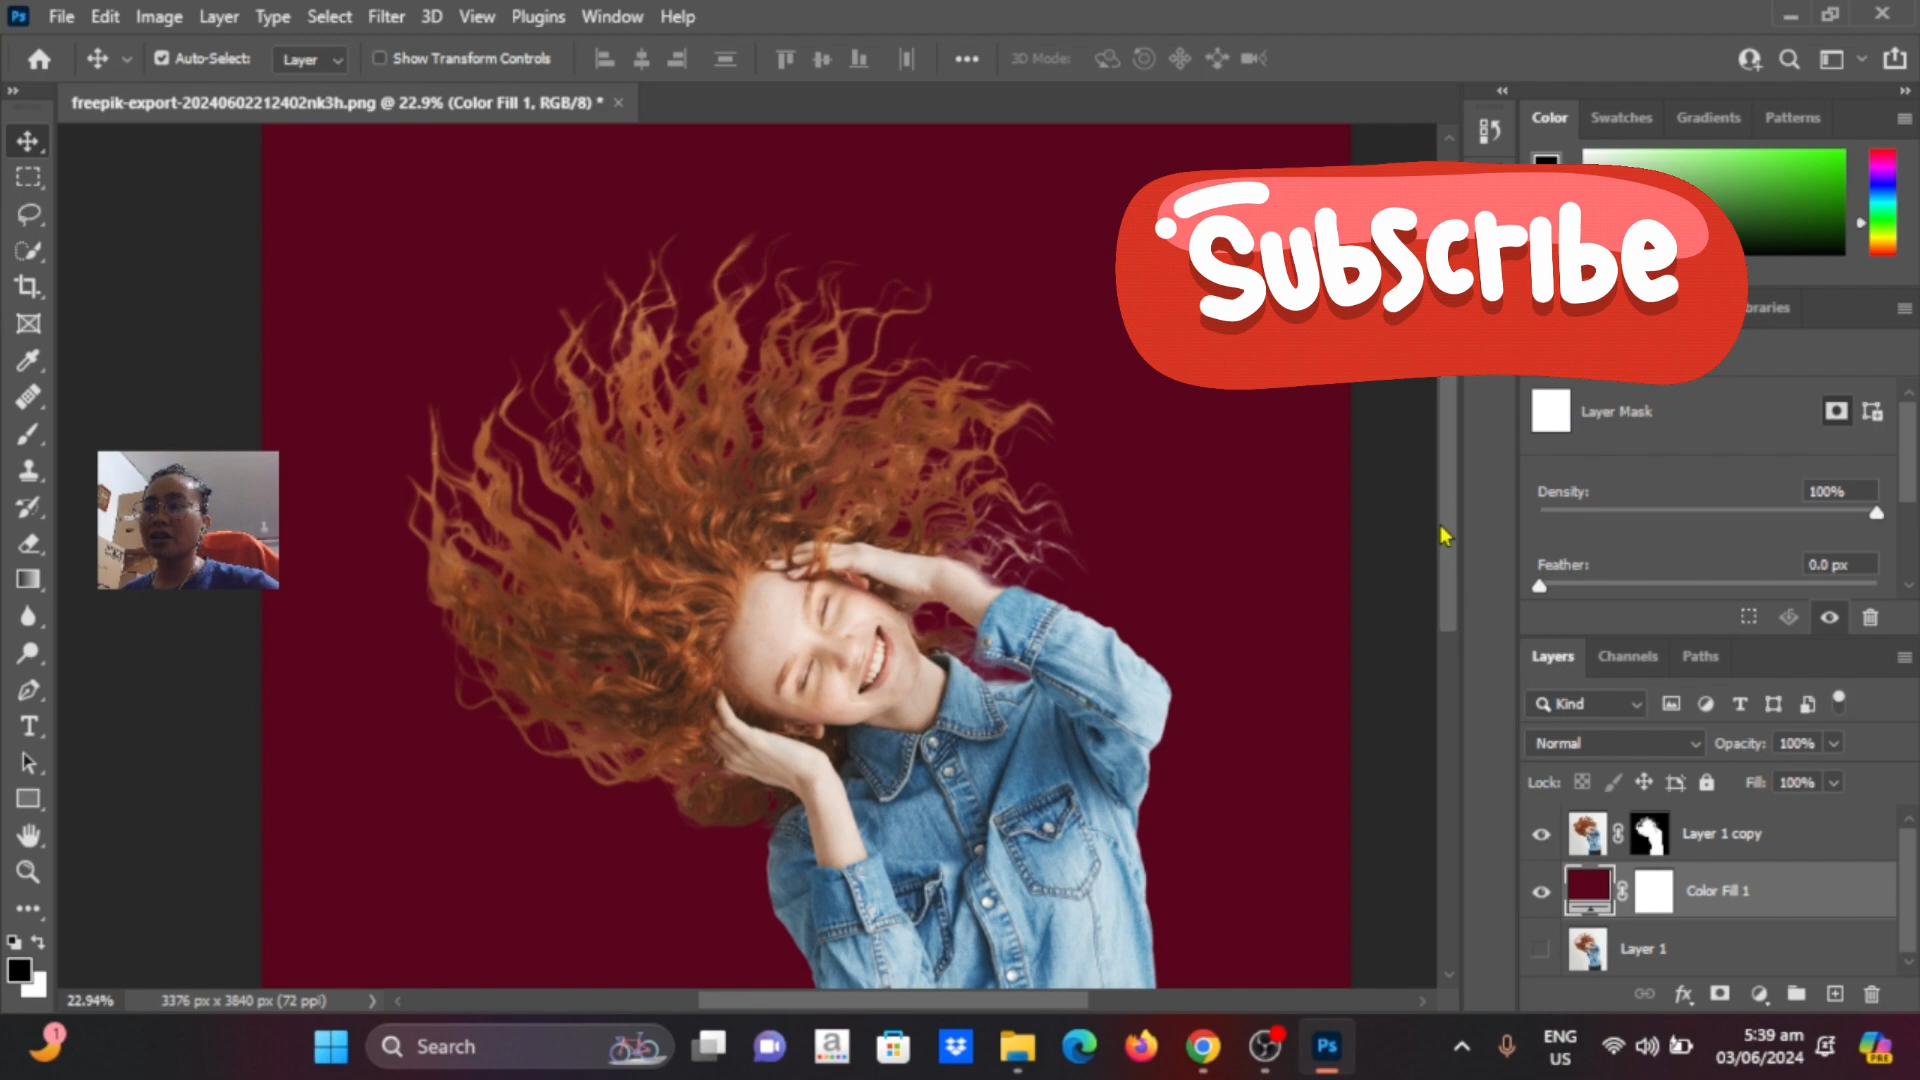 Ps File Edit Image Layer Type Select Filter 3D View Plugins Window Help
Auto-Select: Layer Show Transform Controls 3D Mode:
freepik-export-20240602212402nk3h.png @ 22.9% (Color Fill 1, RGB/8) *
Color Swatches Gradients Patterns
Subscribe
braries
Layer Mask
Density: 100%
Feather: 0.0 px
Layers Channels Paths
Kind
Normal Opacity: 100%
Lock: Fill: 100%
Layer 1 copy
Color Fill 1
Layer 1
22.94% 3376 px x 3840 px (72 ppi)
1
Search
a
Ps
ENG
US
5:39 am
03/06/2024
PRE